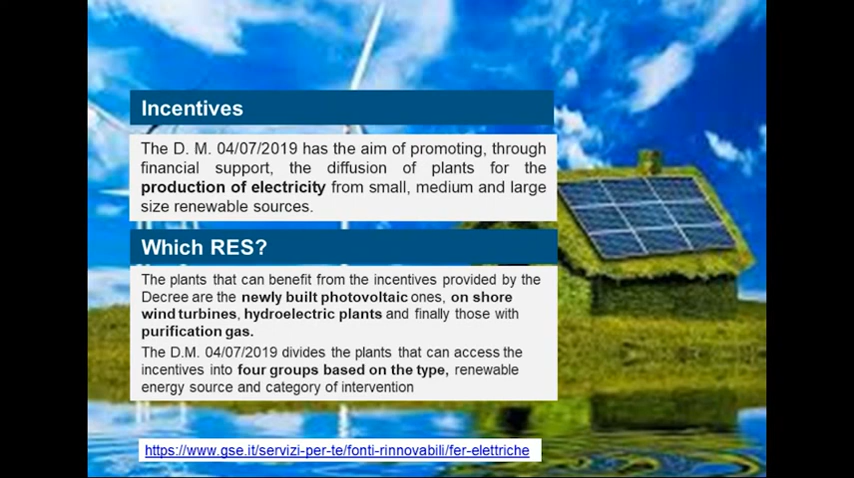 Incentives
The D. M. 04/07/2019 has the aim of promoting, through
financial support, the diffusion of plants for the
production of electricity from small, medium and large
size renewable sources.
Which RES?
The plants that can benefit from the incentives provided by the
Decree are the newly built photovoltaic ones, on shore
wind turbines, hydroelectric plants and finally those with
purification gas.
The D.M. 04/07/2019 divides the plants that can access the
incentives into four groups based on the type, renewable
energy source and category of intervention
https://www.gse.it/servizi-per-te/fonti-rinnovabili/fer-elettriche